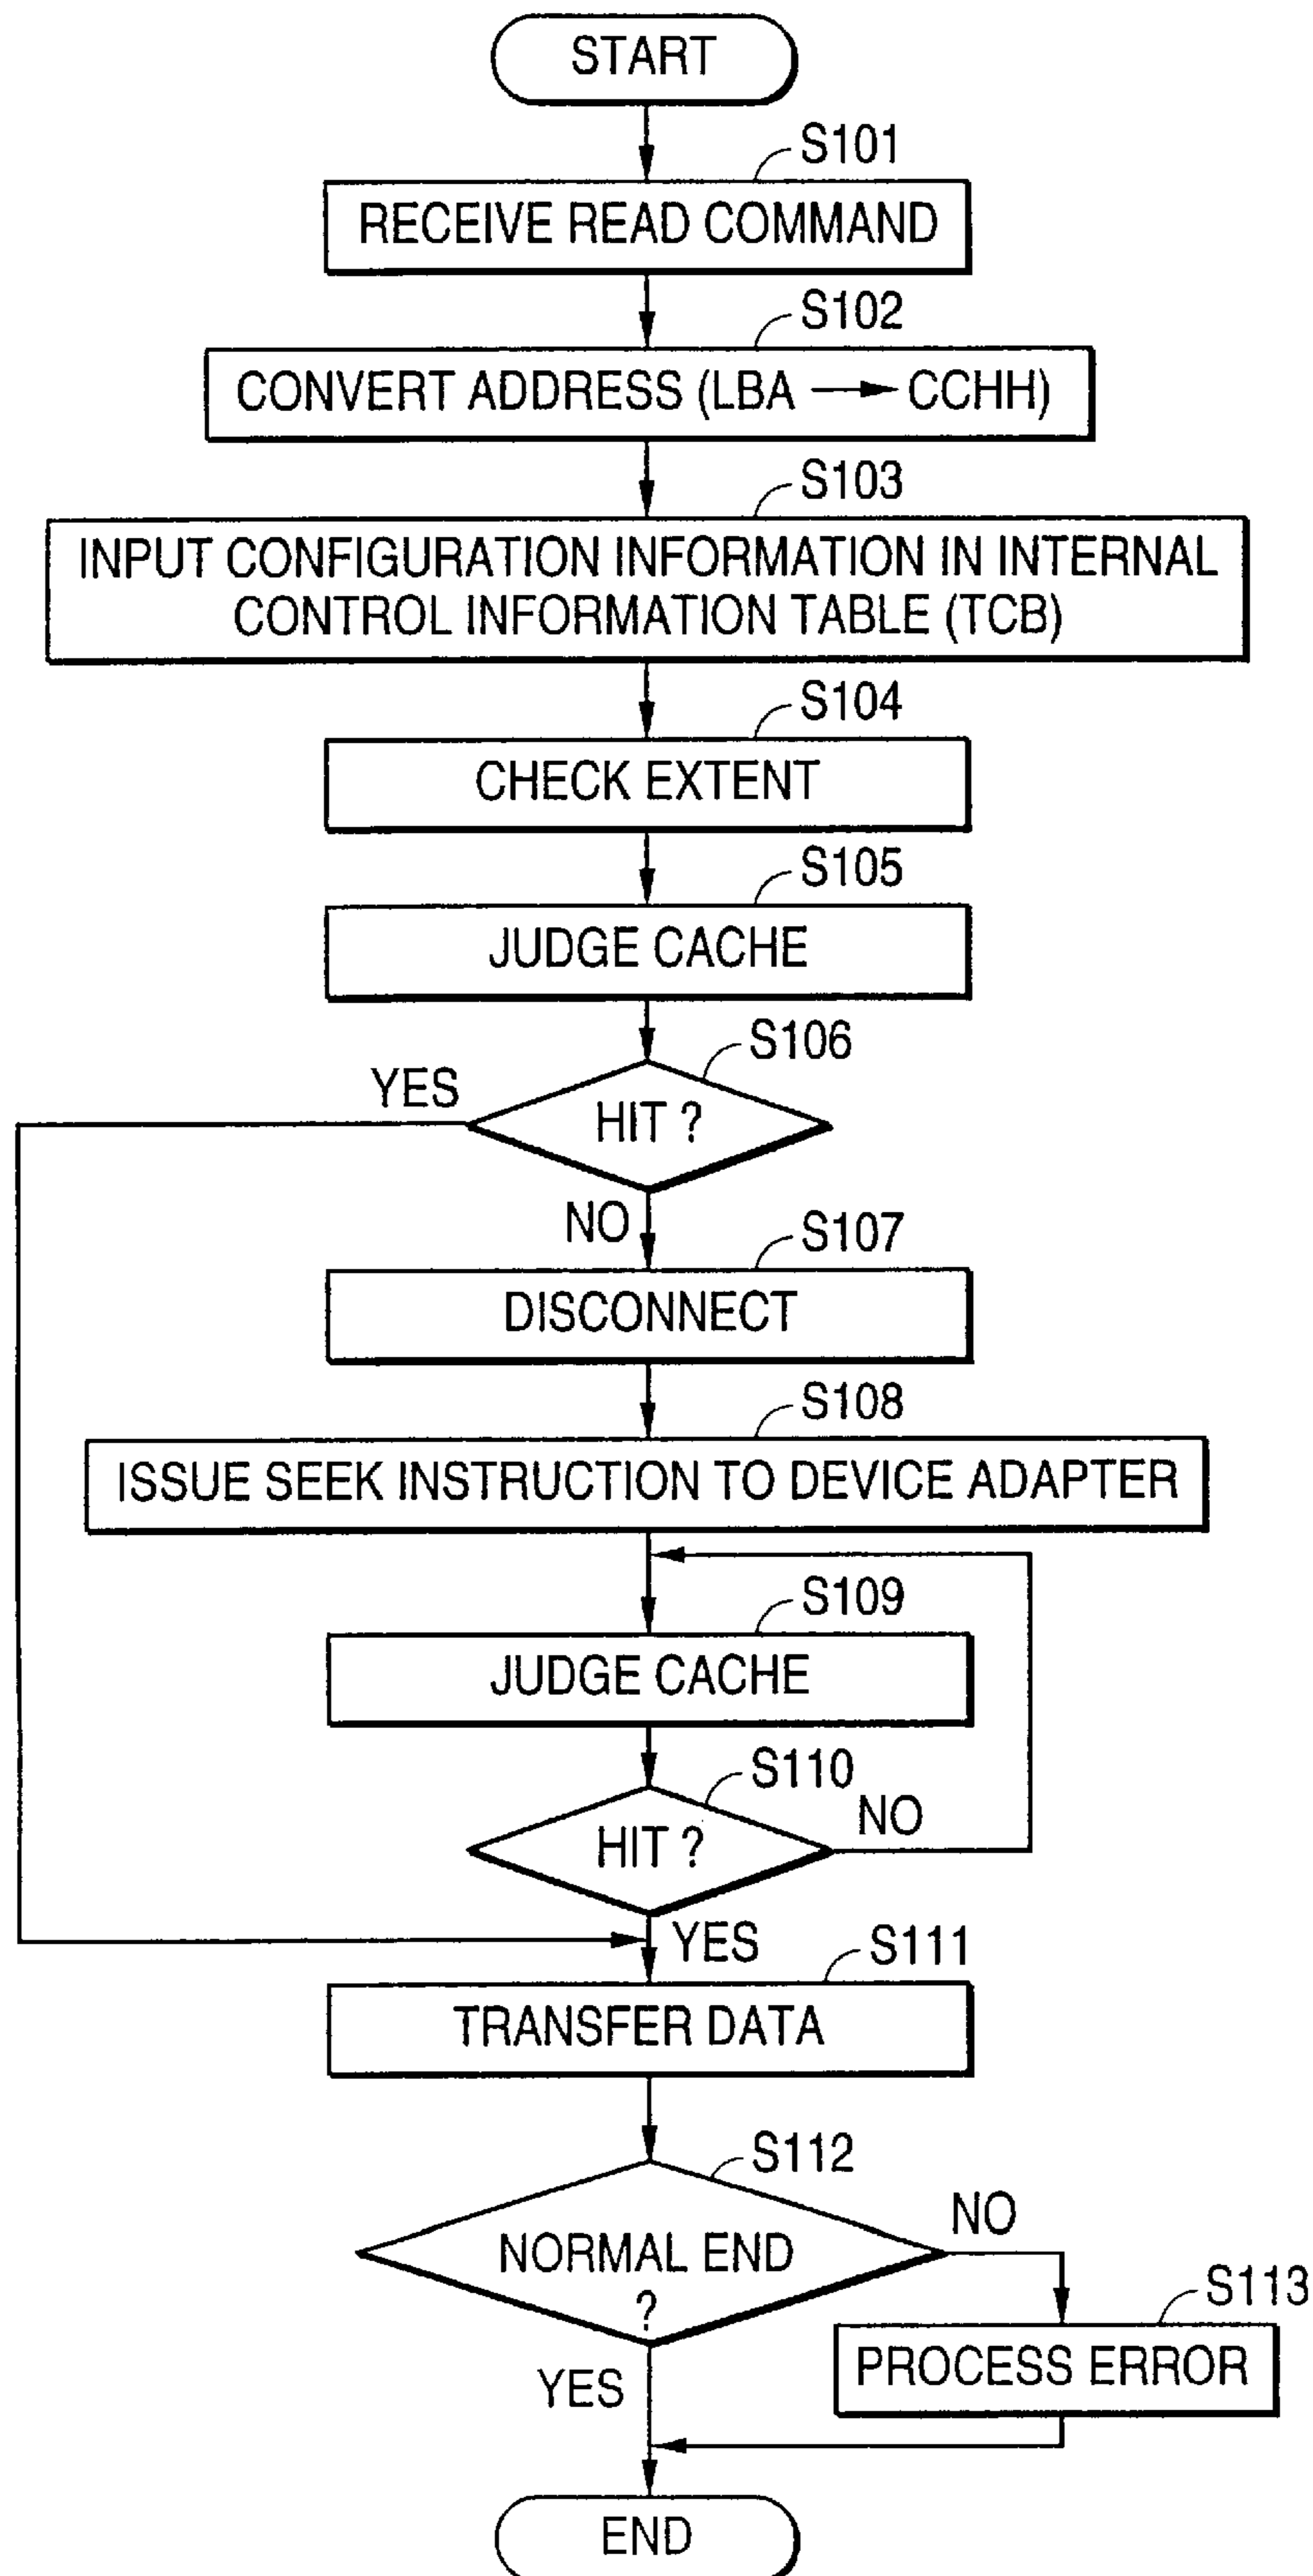 START
S101
RECEIVE READ COMMAND
S102
CONVERT ADDRESS (LBA → CCHH)
S103
INPUT CONFIGURATION INFORMATION IN INTERNAL
CONTROL INFORMATION TABLE (TCB)
S104
CHECK EXTENT
S105
JUDGE CACHE
S106
YES
HIT ?
NO
S107
DISCONNECT
S108
ISSUE SEEK INSTRUCTION TO DEVICE ADAPTER
S109
JUDGE CACHE
S110
HIT ?
NO
YES
S111
TRANSFER DATA
S112
NORMAL END
?
NO
S113
PROCESS ERROR
YES
END